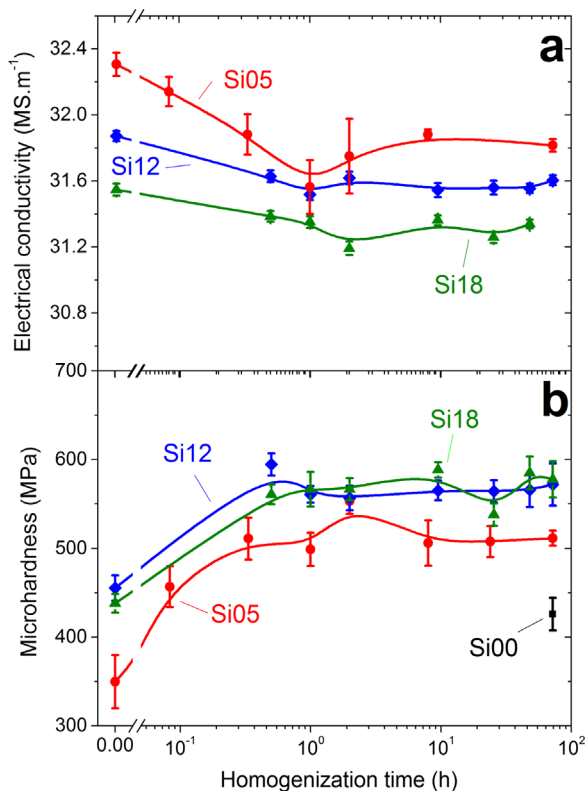 a
32.4
32.0
31.6
31.2
30.8
Electrical conductivity (MS.m⁻¹)
Si05
Si12
Si18
b
700
600
500
400
300
Microhardness (MPa)
Si18
Si12
Si05
Si00
0.00 10⁻¹ 10⁰ 10¹ 10²
Homogenization time (h)